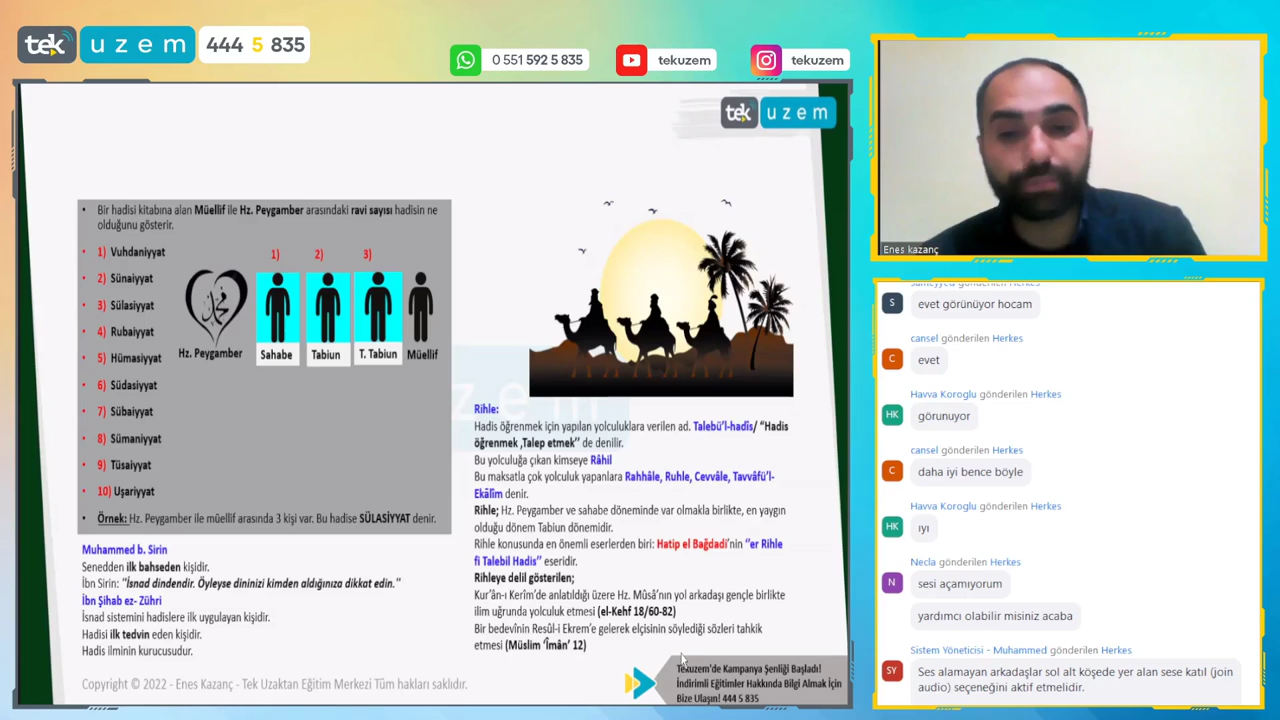 tek uzem 444 5 835
0 551 592 5 835
tekuzem
tekuzem
tek uzem
• Bir hadisi kitabına alan Müellif ile Hz. Peygamber arasındaki ravi sayısı hadisin ne
olduğunu gösterir.
• 1) Vuhdaniyyat
• 2) Sünaiyyat
• 3) Sülasiyyat
• 4) Rubaiyyat
• 5) Hümasiyyat
• 6) Südasiyyat
• 7) Sübaiyyat
• 8) Sümaniyyat
• 9) Tüsaiyyat
• 10) Uşariyyat
1) 2) 3)
محمد
Hz. Peygamber Sahabe Tabiun T. Tabiun Müellif
• Örnek: Hz. Peygamber ile müellif arasında 3 kişi var. Bu hadise SÜLASİYYAT denir.
Muhammed b. Sirin
Senedden ilk bahseden kişidir.
İbn Sirin: "İsnad dindendir. Öyleyse dininizi kimden aldığınıza dikkat edin."
İbn Şihab ez- Zühri
İsnad sistemini hadislere ilk uygulayan kişidir.
Hadisi ilk tedvin eden kişidir.
Hadis ilminin kurucusudur.
Rihle:
Hadis öğrenmek için yapılan yolculuklara verilen ad. Talebü'l-hadîs/ "Hadis
öğrenmek ,Talep etmek" de denilir.
Bu yolculuğa çıkan kimseye Râhil
Bu maksatla çok yolculuk yapanlara Rahhâle, Ruhle, Cevvâle, Tavvâfü'l-
Ekâlîm denir.
Rihle; Hz. Peygamber ve sahabe döneminde var olmakla birlikte, en yaygın
olduğu dönem Tabiun dönemidir.
Rihle konusunda en önemli eserlerden biri: Hatip el Bağdadi'nin ''er Rihle
fi Talebil Hadis'' eseridir.
Rihleye delil gösterilen;
Kur'ân-ı Kerîm'de anlatıldığı üzere Hz. Mûsâ'nın yol arkadaşı gençle birlikte
ilim uğrunda yolculuk etmesi (el-Kehf 18/60-82)
Bir bedevînin Resûl-i Ekrem'e gelerek elçisinin söylediği sözleri tahkik
etmesi (Müslim 'Îmân' 12)
uzem
Copyright © 2022 - Enes Kazanç - Tek Uzaktan Eğitim Merkezi Tüm hakları saklıdır.
Tekuzem'de Kampanya Şenliği Başladı!
İndirimli Eğitimler Hakkında Bilgi Almak İçin
Bize Ulaşın! 444 5 835
Enes kazanç
sümeyyed gönderilen Herkes
S evet görünüyor hocam
cansel gönderilen Herkes
C evet
Havva Koroglu gönderilen Herkes
HK görunuyor
cansel gönderilen Herkes
C daha iyi bence böyle
Havva Koroglu gönderilen Herkes
HK ıyı
Necla gönderilen Herkes
N sesi açamıyorum
yardımcı olabilir misiniz acaba
Sistem Yöneticisi - Muhammed gönderilen Herkes
SY Ses alamayan arkadaşlar sol alt köşede yer alan sese katıl (join
audio) seçeneğini aktif etmelidir.